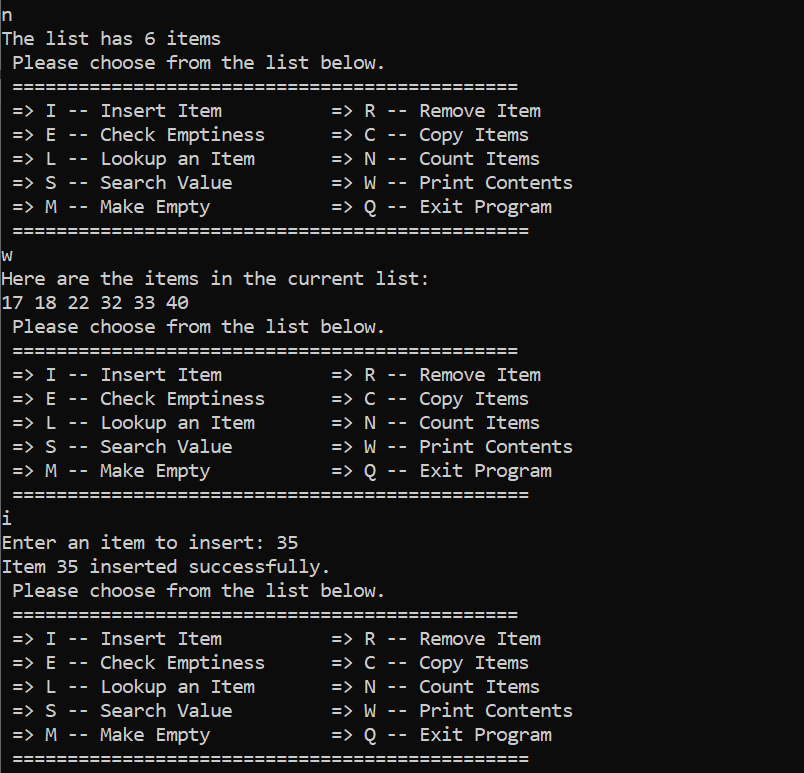 n
The list has 6 items
 Please choose from the list below.
 ==============================================
 => I -- Insert Item          => R -- Remove Item
 => E -- Check Emptiness      => C -- Copy Items
 => L -- Lookup an Item       => N -- Count Items
 => S -- Search Value         => W -- Print Contents
 => M -- Make Empty           => Q -- Exit Program
 ===============================================
w
Here are the items in the current list:
17 18 22 32 33 40
 Please choose from the list below.
 ==============================================
 => I -- Insert Item          => R -- Remove Item
 => E -- Check Emptiness      => C -- Copy Items
 => L -- Lookup an Item       => N -- Count Items
 => S -- Search Value         => W -- Print Contents
 => M -- Make Empty           => Q -- Exit Program
 ===============================================
i
Enter an item to insert: 35
Item 35 inserted successfully.
 Please choose from the list below.
 ==============================================
 => I -- Insert Item          => R -- Remove Item
 => E -- Check Emptiness      => C -- Copy Items
 => L -- Lookup an Item       => N -- Count Items
 => S -- Search Value         => W -- Print Contents
 => M -- Make Empty           => Q -- Exit Program
 ===============================================